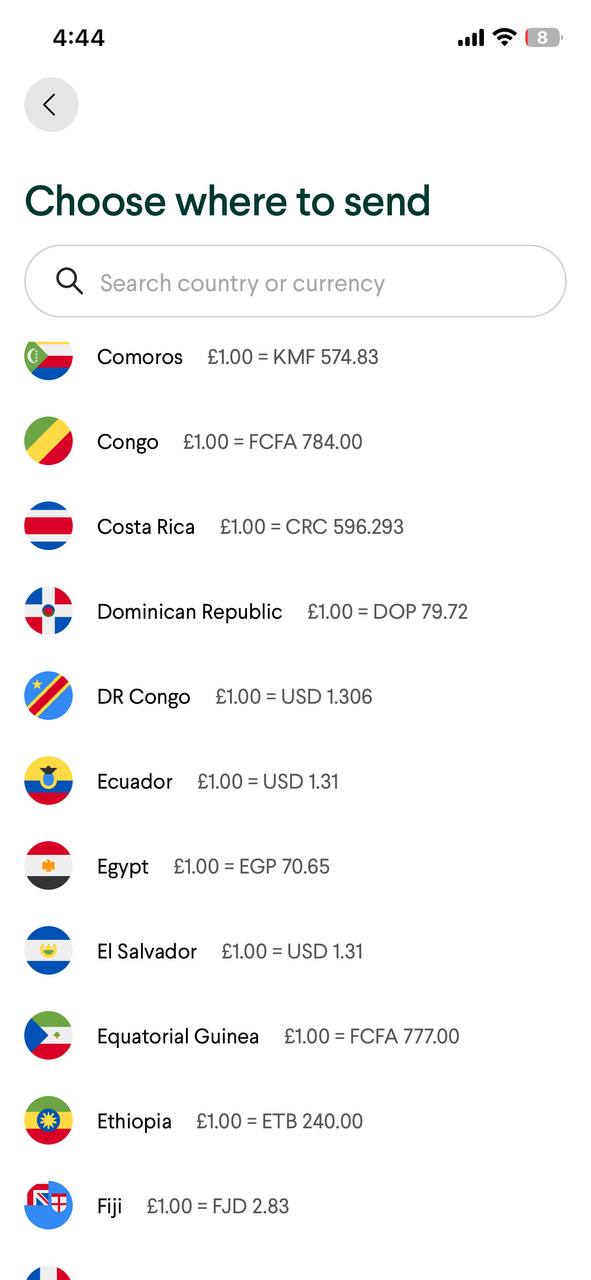 4:44
8
Choose where to send
Search country or currency
Comoros £1.00 = KMF 574.83
Congo £1.00 = FCFA 784.00
Costa Rica £1.00 = CRC 596.293
Dominican Republic £1.00 = DOP 79.72
DR Congo £1.00 = USD 1.306
Ecuador £1.00 = USD 1.31
Egypt £1.00 = EGP 70.65
El Salvador £1.00 = USD 1.31
Equatorial Guinea £1.00 = FCFA 777.00
Ethiopia £1.00 = ETB 240.00
Fiji £1.00 = FJD 2.83